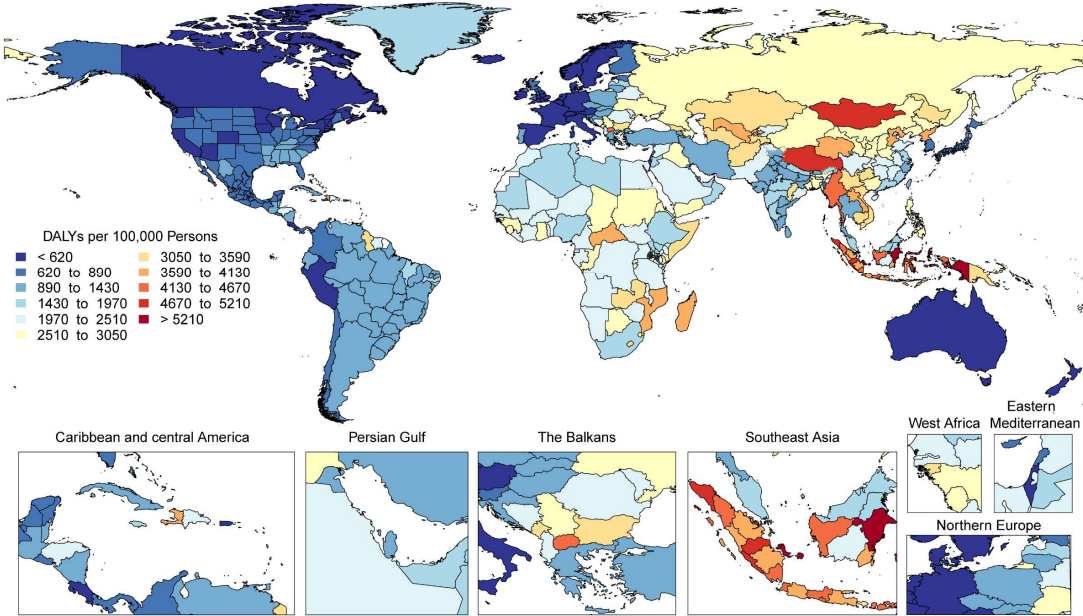 DALYs per 100,000 Persons
< 620
620 to 890
890 to 1430
1430 to 1970
1970 to 2510
2510 to 3050
3050 to 3590
3590 to 4130
4130 to 4670
4670 to 5210
> 5210
Caribbean and central America
Persian Gulf
The Balkans
Southeast Asia
West Africa
Eastern
Mediterranean
Northern Europe